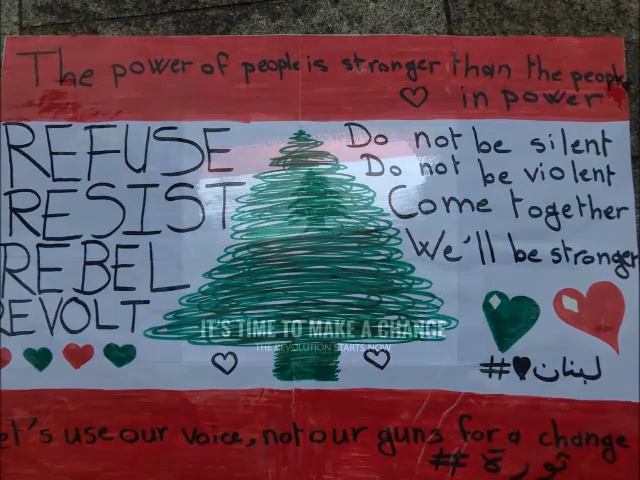 The power of people is stronger than the people
in power
REFUSE
RESIST
REBEL
REVOLT
Do not be silent
Do not be violent
Come together
We'll be stronger
IT'S TIME TO MAKE A CHANGE
THE REVOLUTION STARTS NOW
#لبنان
let's use our voice, not our guns for a change
#ثورة